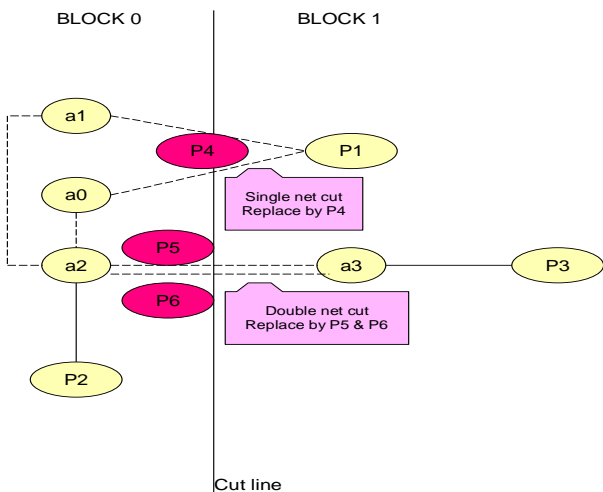 BLOCK 0
BLOCK 1
a1
P4
P1
a0
Single net cut
Replace by P4
P5
a2
a3
P3
P6
Double net cut
Replace by P5 & P6
P2
Cut line